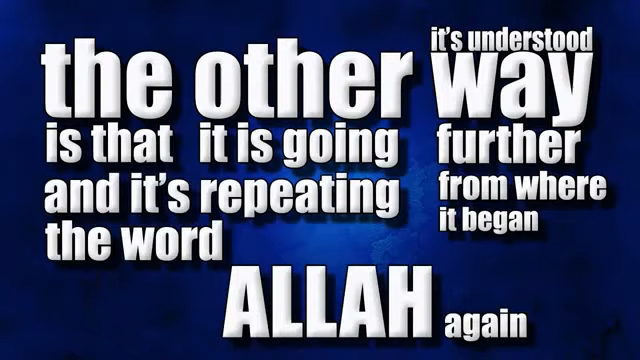 the other way
it's understood
is that it is going further
and it's repeating from where
the word it began
ALLAH again